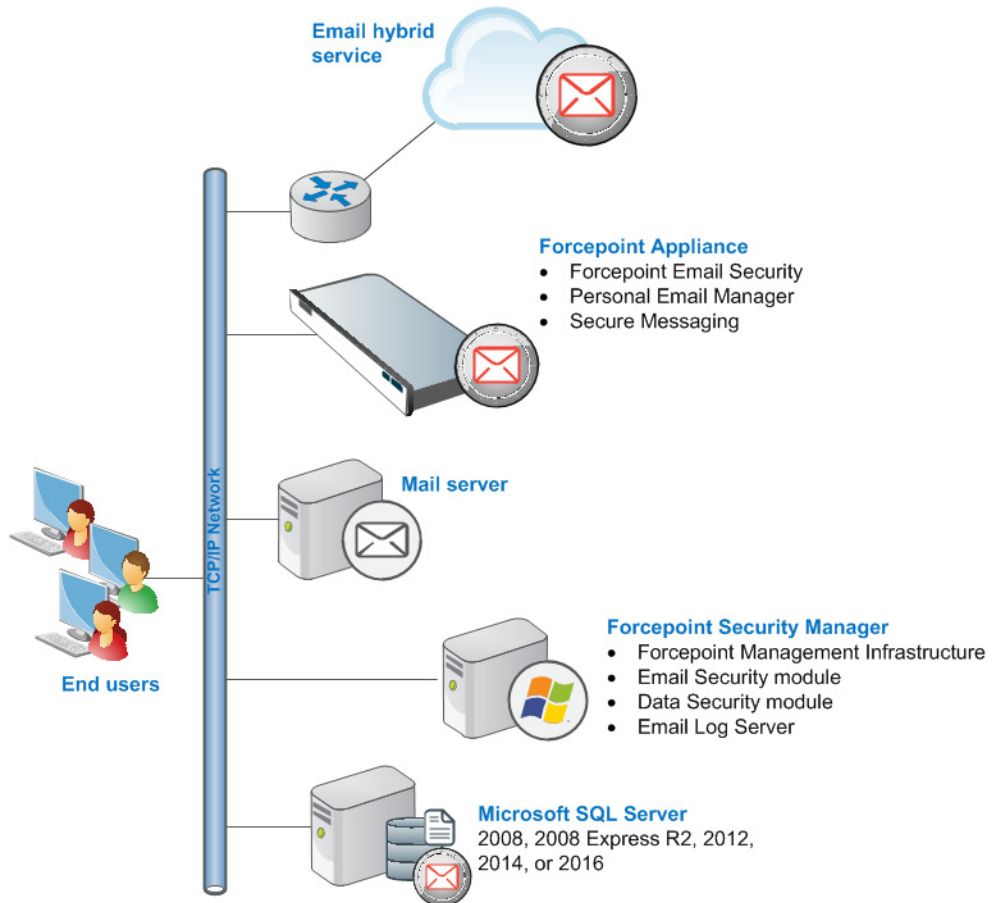 Email hybrid
service
Forcepoint Appliance
• Forcepoint Email Security
• Personal Email Manager
• Secure Messaging
Mail server
TCP/IP Network
End users
Forcepoint Security Manager
• Forcepoint Management Infrastructure
• Email Security module
• Data Security module
• Email Log Server
Microsoft SQL Server
2008, 2008 Express R2, 2012,
2014, or 2016